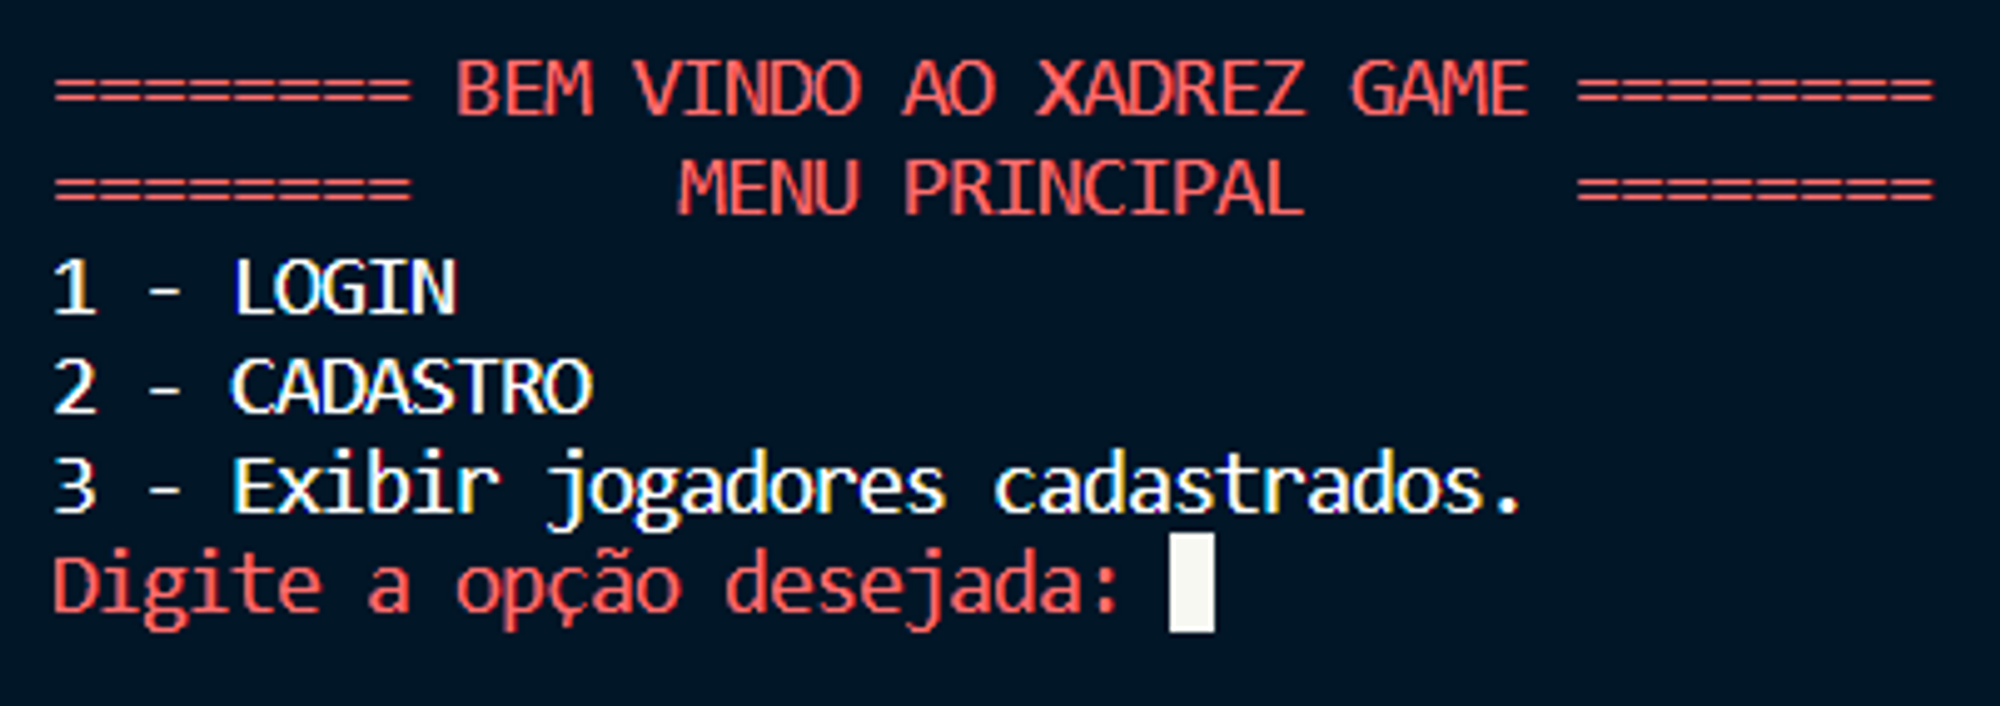 ======== BEM VINDO AO XADREZ GAME ========
========      MENU PRINCIPAL      ========
1 - LOGIN
2 - CADASTRO
3 - Exibir jogadores cadastrados.
Digite a opção desejada: